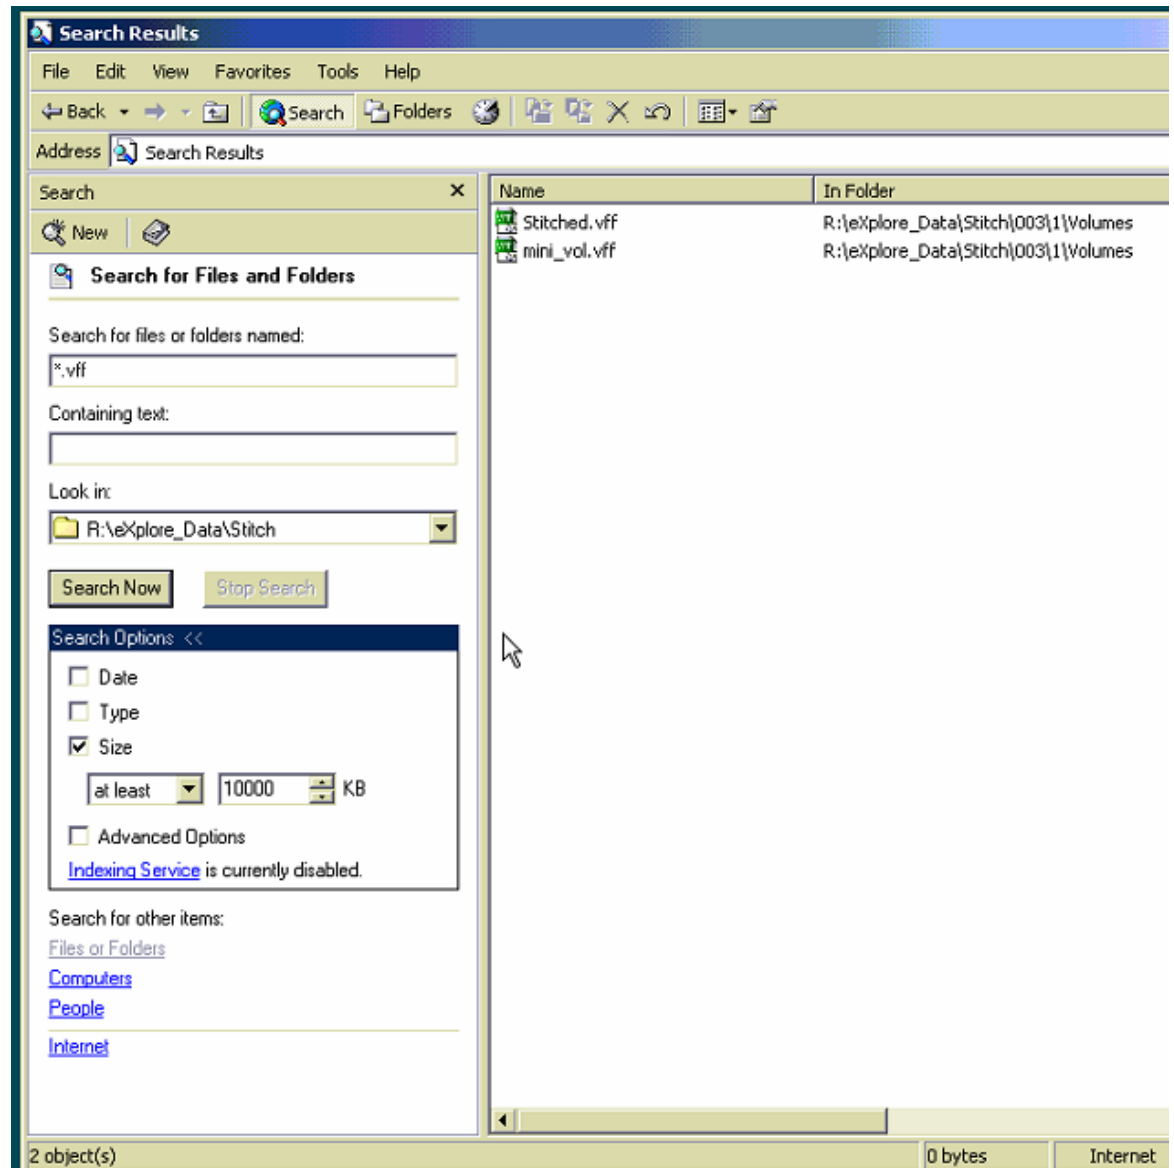 Search Results
File Edit View Favorites Tools Help
Back Search Folders
Address Search Results
Search
New
Search for Files and Folders
Search for files or folders named:
*.vff
Containing text:
Look in:
R:\eXplore_Data\Stitch
Search Now Stop Search
Search Options <<
Date
Type
Size
at least 10000 KB
Advanced Options
Indexing Service is currently disabled.
Search for other items:
Files or Folders
Computers
People
Internet
Name In Folder
Stitched.vff R:\eXplore_Data\Stitch\003\1\Volumes
mini_vol.vff R:\eXplore_Data\Stitch\003\1\Volumes
2 object(s) 0 bytes Internet